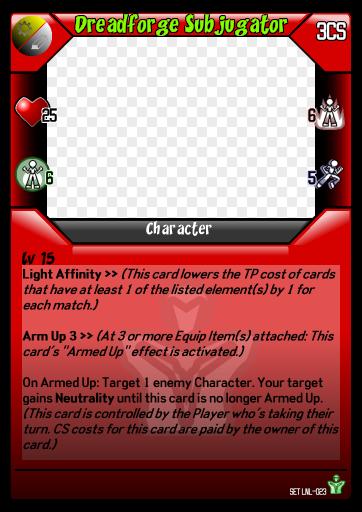 Dreadforge Subjugator
3CS
25
6
6
5
Character
Lv 15
Light Affinity >> (This card lowers the TP cost of cards
that have at least 1 of the listed element(s) by 1 for
each match.)
Arm Up 3 >> (At 3 or more Equip Item(s) attached: This
card's "Armed Up" effect is activated.)
On Armed Up: Target 1 enemy Character. Your target
gains Neutrality until this card is no longer Armed Up.
(This card is controlled by the Player who's taking their
turn. CS costs for this card are paid by the owner of this
card.)
SET LNL-023